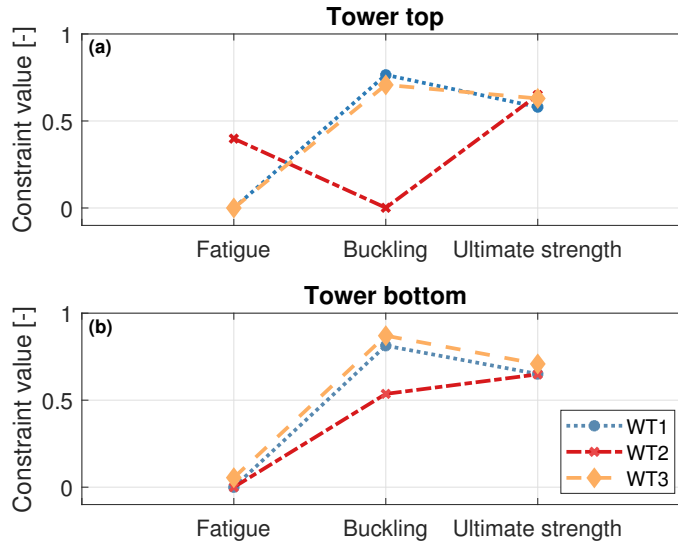 Tower top
(a)
Constraint value [-]
1
0.5
0
Fatigue Buckling Ultimate strength
Tower bottom
(b)
Constraint value [-]
1
0.5
0
WT1
WT2
WT3
Fatigue Buckling Ultimate strength